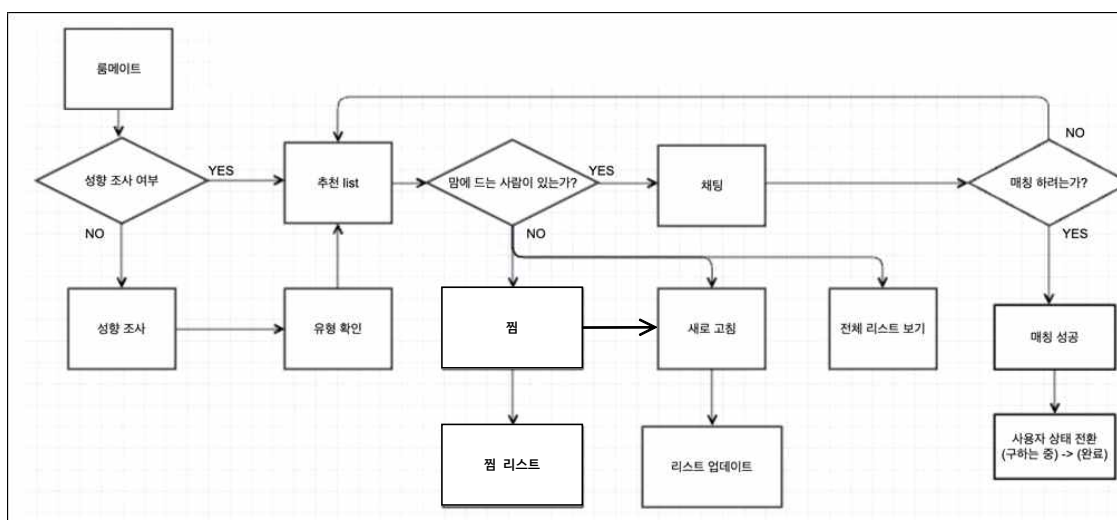 룸메이트
NO
성향 조사 여부
YES
추천 list
맘에 드는 사람이 있는가?
YES
채팅
매칭 하려는가?
NO
NO
YES
성향 조사
유형 확인
찜
새로 고침
전체 리스트 보기
매칭 성공
찜 리스트
리스트 업데이트
사용자 상태 전환
(구하는 중) -> (완료)